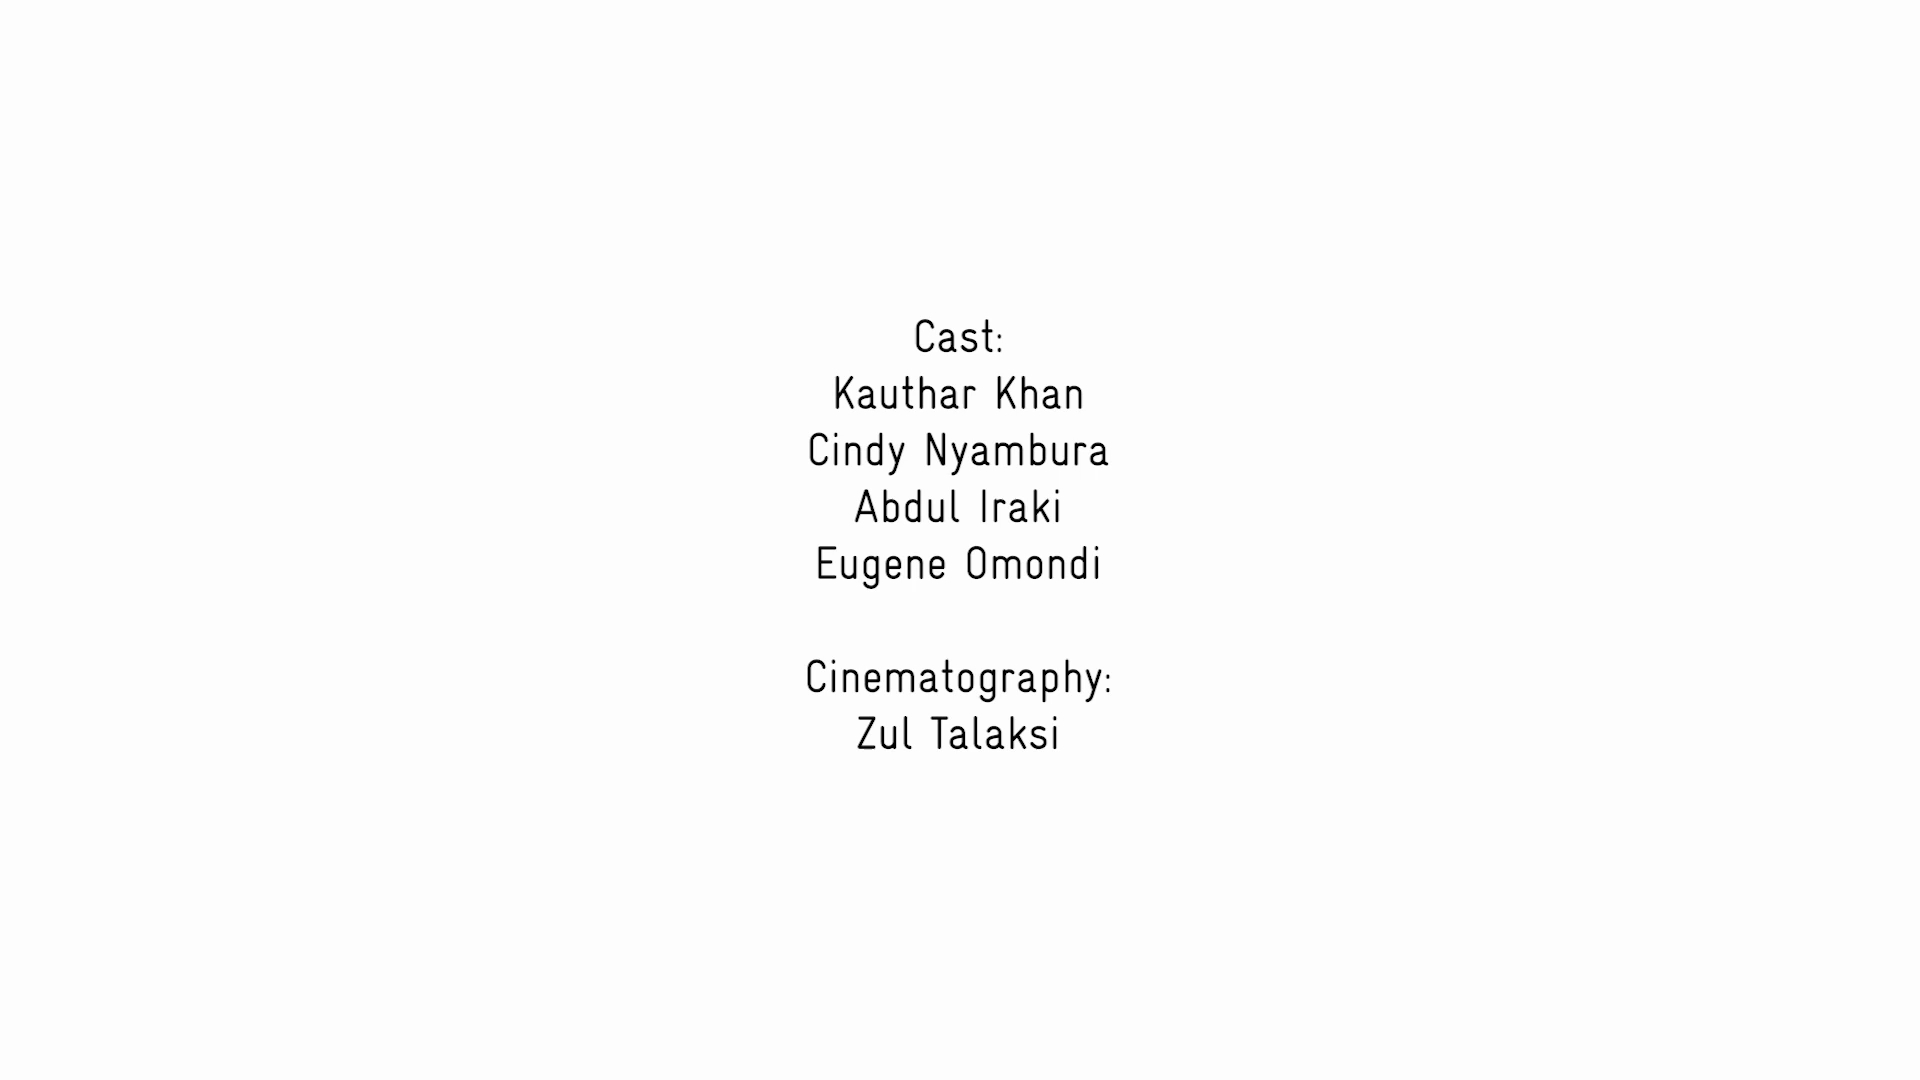 Cast:
Kauthar Khan
Cindy Nyambura
Abdul Iraki
Eugene Omondi
Cinematography:
Zul Talaksi